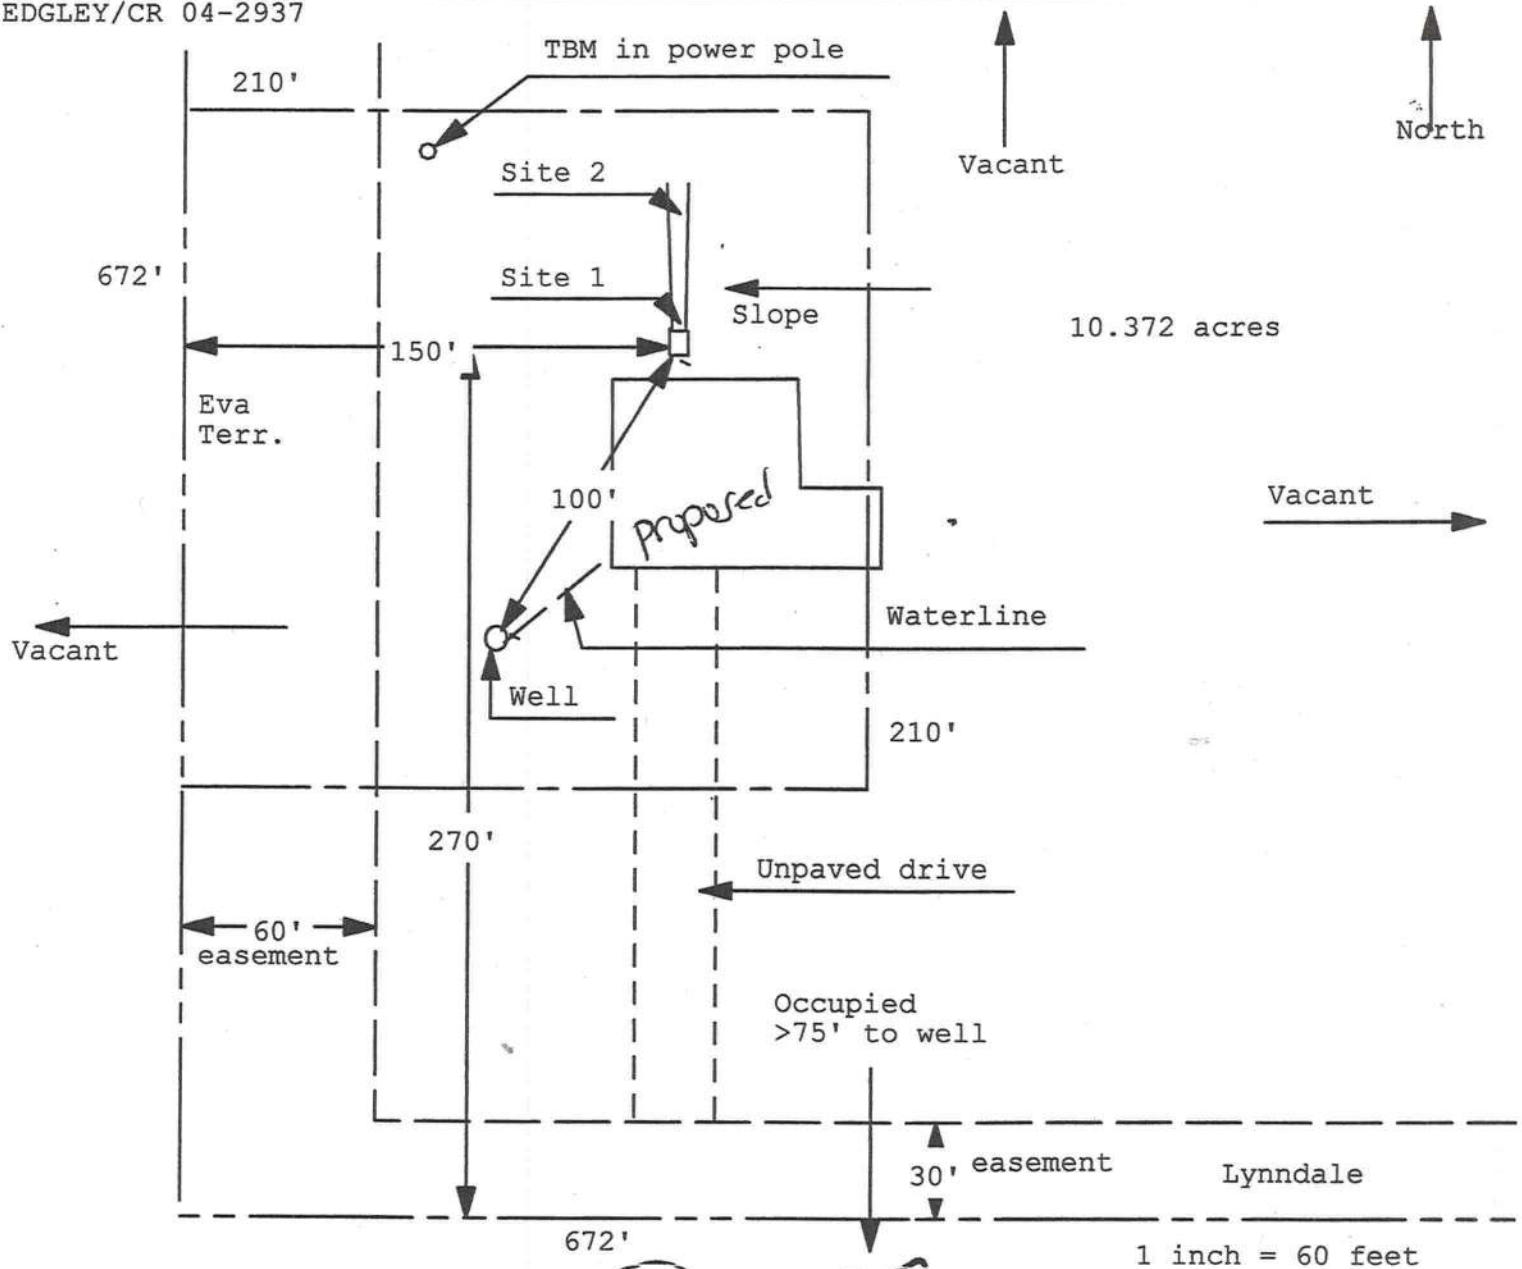 EDGLEY/CR 04-2937
TBM in power pole
210'
North
Vacant
Site 2
672'
Site 1
Slope
10.372 acres
150'
Eva
Terr.
100'
proposed
Vacant
Waterline
Vacant
Well
210'
270'
Unpaved drive
60'
easement
Occupied
>75' to well
30' easement
Lynndale
672'
1 inch = 60 feet